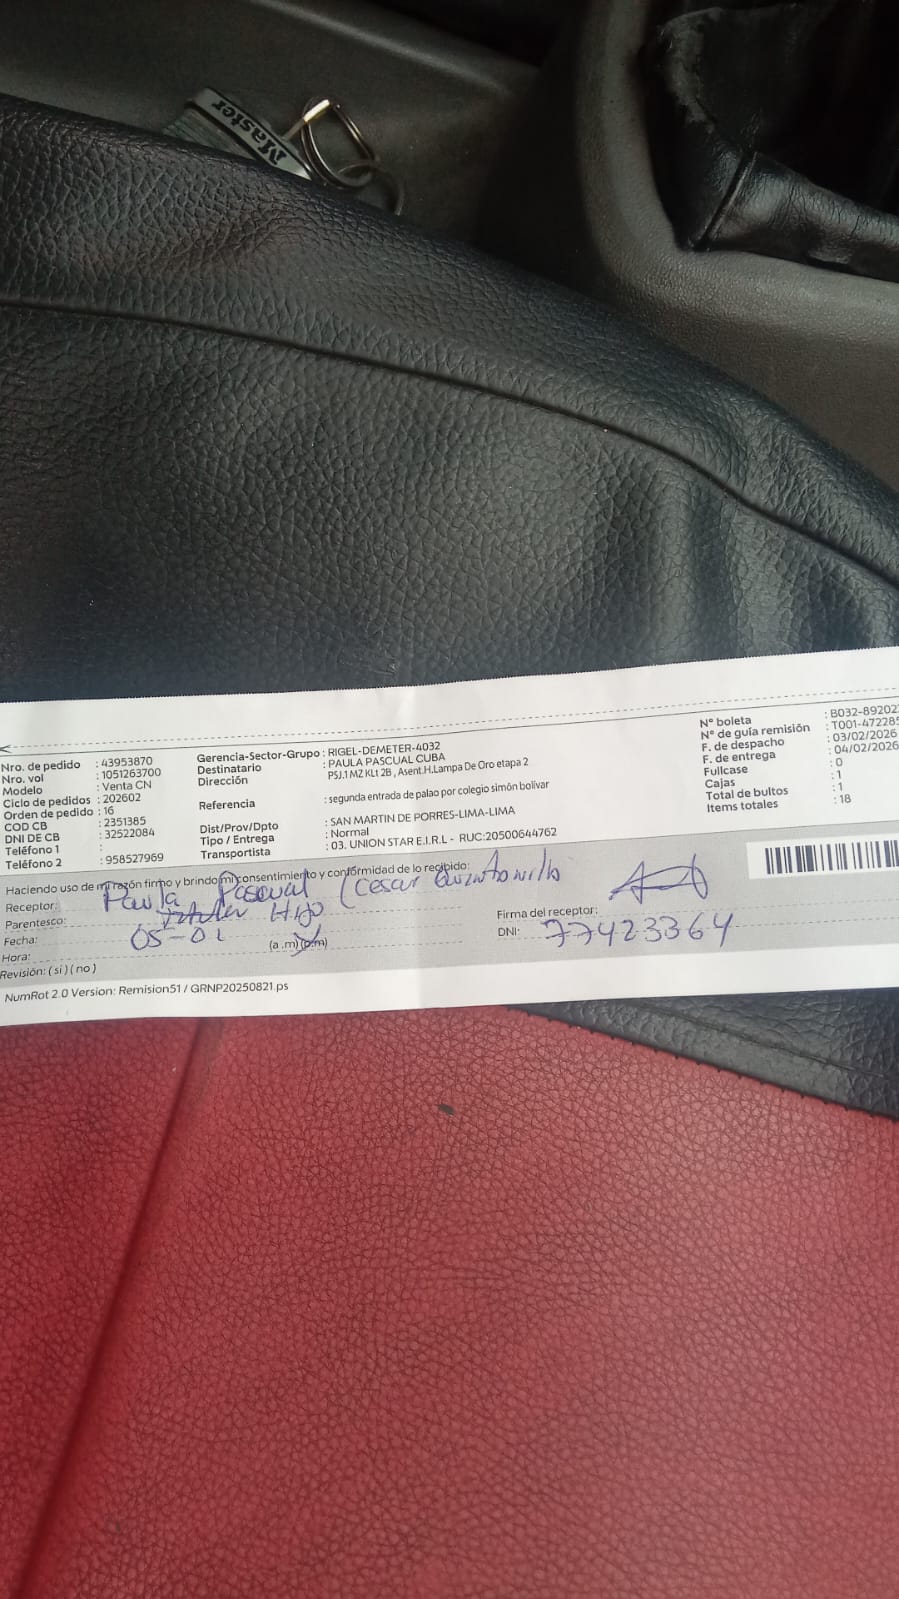 Master
Nro. de pedido : 43953870
Nro. vol : 1051263700
Modelo : Venta CN
Ciclo de pedidos : 202602
Orden de pedido : 16
COD CB : 2351385
DNI DE CB : 32522084
Teléfono 1 :
Teléfono 2 : 958527969
Gerencia-Sector-Grupo : RIGEL-DEMETER-4032
Destinatario : PAULA PASCUAL CUBA
Dirección PSJ.1 MZ KLt 2B , Asent.H.Lampa De Oro etapa 2
Referencia : segunda entrada de palao por colegio simón bolivar
Dist/Prov/Dpto : SAN MARTIN DE PORRES-LIMA-LIMA
Tipo / Entrega : Normal
Transportista : 03. UNION STAR E.I.R.L - RUC:20500644762
N° boleta : B032-89202
N° de guía remisión : T001-47228
F. de despacho : 03/02/2026
F. de entrega : 04/02/2026
Fullcase : 0
Cajas : 1
Total de bultos : 1
Items totales : 18
Haciendo uso de mi razón firmo y brindo mi consentimiento y conformidad de lo recibido:
Receptor: Paula Pascual (Cesar
Parentesco: Hijo
Fecha: 05-02
Hora: (a.m) (p.m)
Revisión: ( si ) ( no )
Firma del receptor:
DNI: 77423364
NumRot 2.0 Version: Remision51 / GRNP20250821.ps